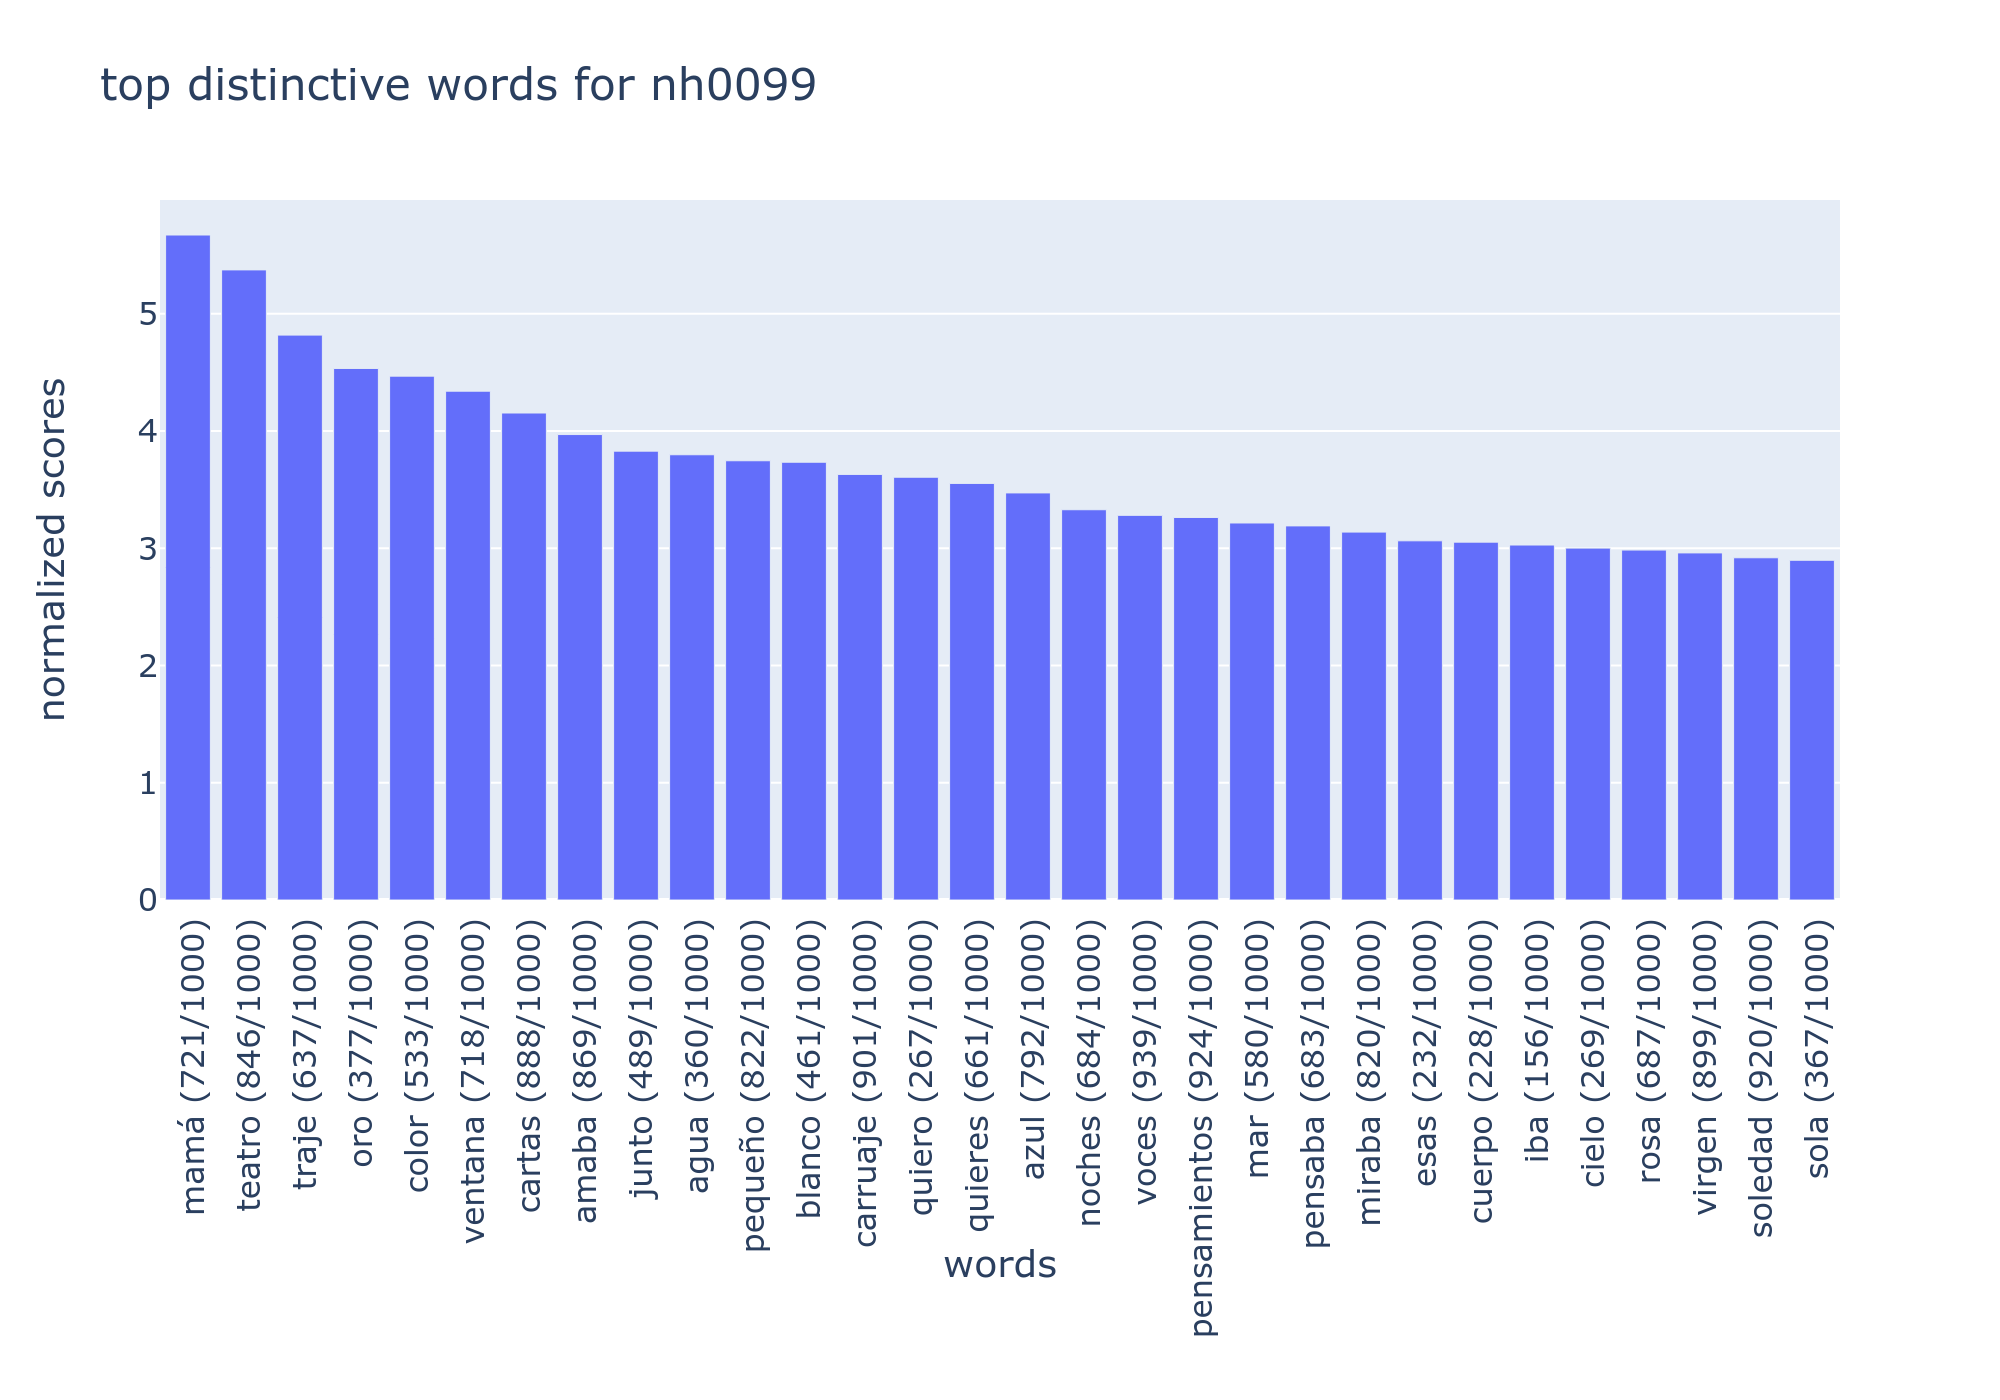 top distinctive words for nh0099
normalized scores
5
4
3
2
1
0
mamá (721/1000)
teatro (846/1000)
traje (637/1000)
oro (377/1000)
color (533/1000)
ventana (718/1000)
cartas (888/1000)
amaba (869/1000)
junto (489/1000)
agua (360/1000)
pequeño (822/1000)
blanco (461/1000)
carruaje (901/1000)
quiero (267/1000)
quieres (661/1000)
azul (792/1000)
noches (684/1000)
voces (939/1000)
pensamientos (924/1000)
mar (580/1000)
pensaba (683/1000)
miraba (820/1000)
esas (232/1000)
cuerpo (228/1000)
iba (156/1000)
cielo (269/1000)
rosa (687/1000)
virgen (899/1000)
soledad (920/1000)
sola (367/1000)
words